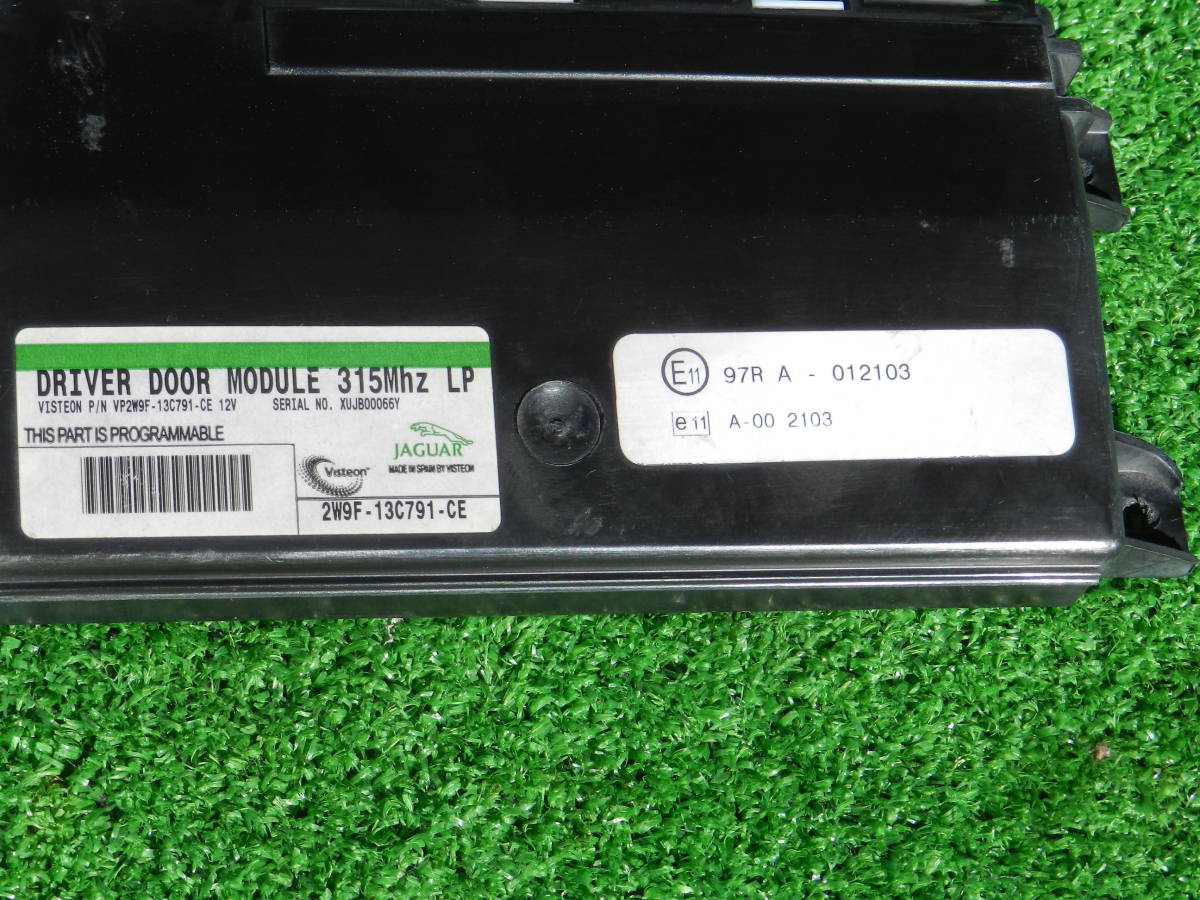 DRIVER DOOR MODULE 315Mhz LP
VISTEON P/N VP2W9F-13C791-CE 12V SERIAL NO. XUJB00066Y
THIS PART IS PROGRAMMABLE
JAGUAR
MADE IN SPAIN BY VISTEON
Visteon
2W9F-13C791-CE
E11 97R A - 012103
e11 A-00 2103